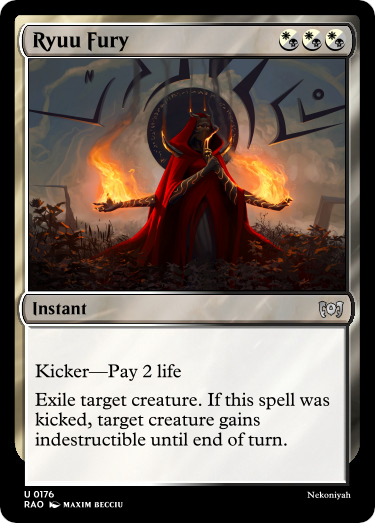 Ryuu Fury
Instant
Kicker—Pay 2 life
Exile target creature. If this spell was
kicked, target creature gains
indestructible until end of turn.
U 0176
RAO MAXIM BECCIU
Nekoniyah